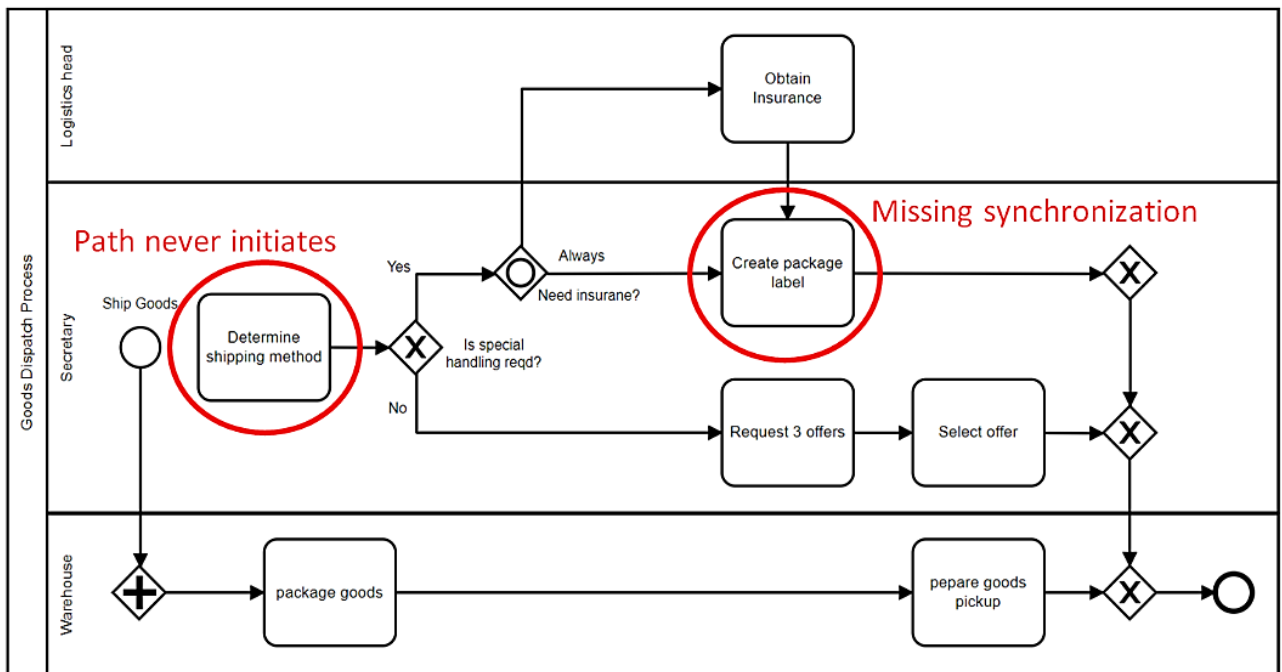 Goods Dispatch Process
Logistics head
Obtain
Insurance
Secretary
Path never initiates
Missing synchronization
Ship Goods
Determine
shipping method
Yes
Is special
handling reqd?
No
Always
Need insurane?
Create package
label
X
X
Request 3 offers
Select offer
X
Warehouse
package goods
pepare goods
pickup
X